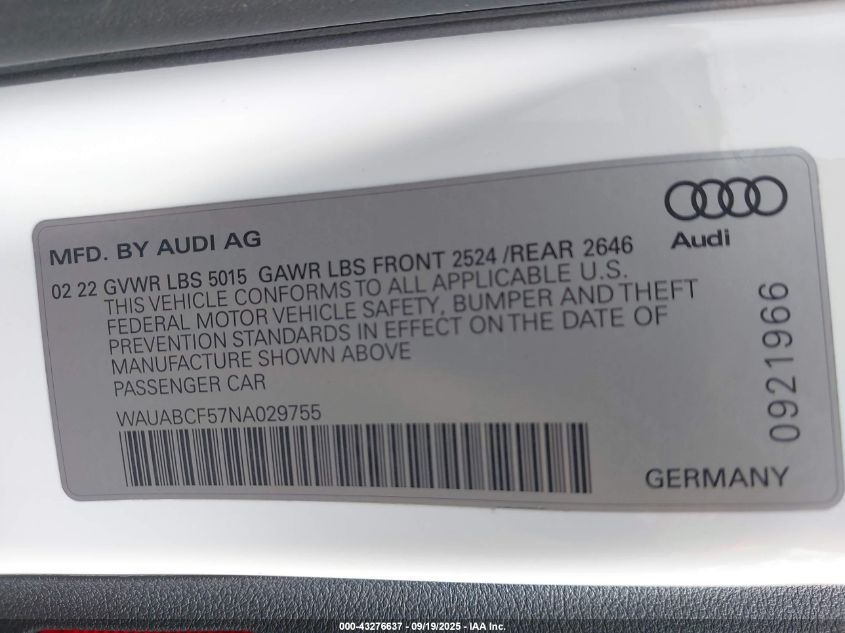 Audi
MFD. BY AUDI AG
02 22 GVWR LBS 5015 GAWR LBS FRONT 2524 /REAR 2646
THIS VEHICLE CONFORMS TO ALL APPLICABLE U.S.
FEDERAL MOTOR VEHICLE SAFETY, BUMPER AND THEFT
PREVENTION STANDARDS IN EFFECT ON THE DATE OF
MANUFACTURE SHOWN ABOVE
PASSENGER CAR
WAUABCF57NA029755
0921966
GERMANY
000-43276637 - 09/19/2025 - IAA Inc.